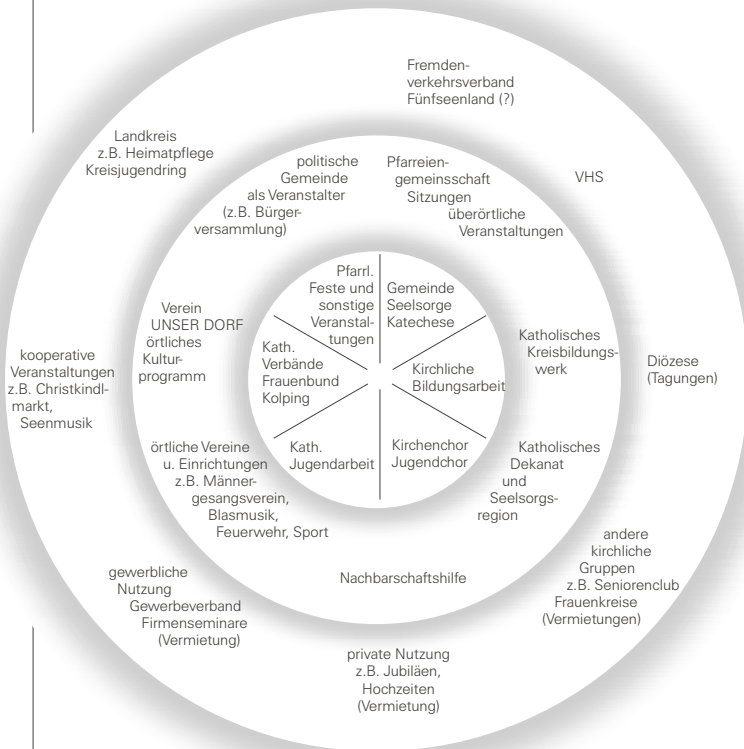 Fremden-
verkehrsverband
Fünfseenland (?)
Landkreis
z.B. Heimatpflege
Kreisjugendring
VHS
politische
Gemeinde
als Veranstalter
(z.B. Bürger-
versammlung)
Pfarreien-
gemeinsschaft
Sitzungen
überörtliche
Veranstaltungen
Pfarrl.
Feste und
sonstige
Veranstal-
tungen
Gemeinde
Seelsorge
Katechese
Verein
UNSER DORF
örtliches
Kultur-
programm
Kath.
Verbände
Frauenbund
Kolping
Kirchliche
Bildungsarbeit
Katholisches
Kreisbildungs-
werk
kooperative
Veranstaltungen
z.B. Christkindl-
markt,
Seenmusik
Diözese
(Tagungen)
örtliche Vereine
u. Einrichtungen
z.B. Männer-
gesangsverein,
Blasmusik,
Feuerwehr, Sport
Kath.
Jugendarbeit
Kirchenchor
Jugendchor
Katholisches
Dekanat
und
Seelsorgs-
region
andere
kirchliche
Gruppen
z.B. Seniorenclub
Frauenkreise
(Vermietungen)
gewerbliche
Nutzung
Gewerbeverband
Firmenseminare
(Vermietung)
Nachbarschaftshilfe
private Nutzung
z.B. Jubiläen,
Hochzeiten
(Vermietung)